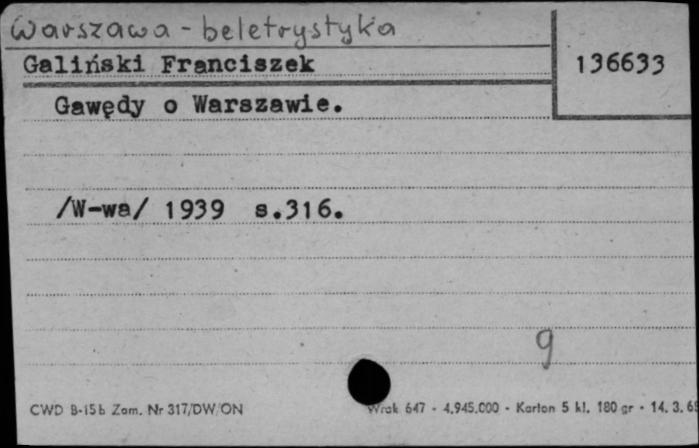 Warszawa - beletrystyka
Galiński Franciszek
136633
Gawędy o Warszawie.
/W-wa/ 1939 s.316.
9
CWD B-15b Zam. Nr 317/DW/ON
647 - 4.945.000 - Karton 5 kl. 180 gr - 14. 3.